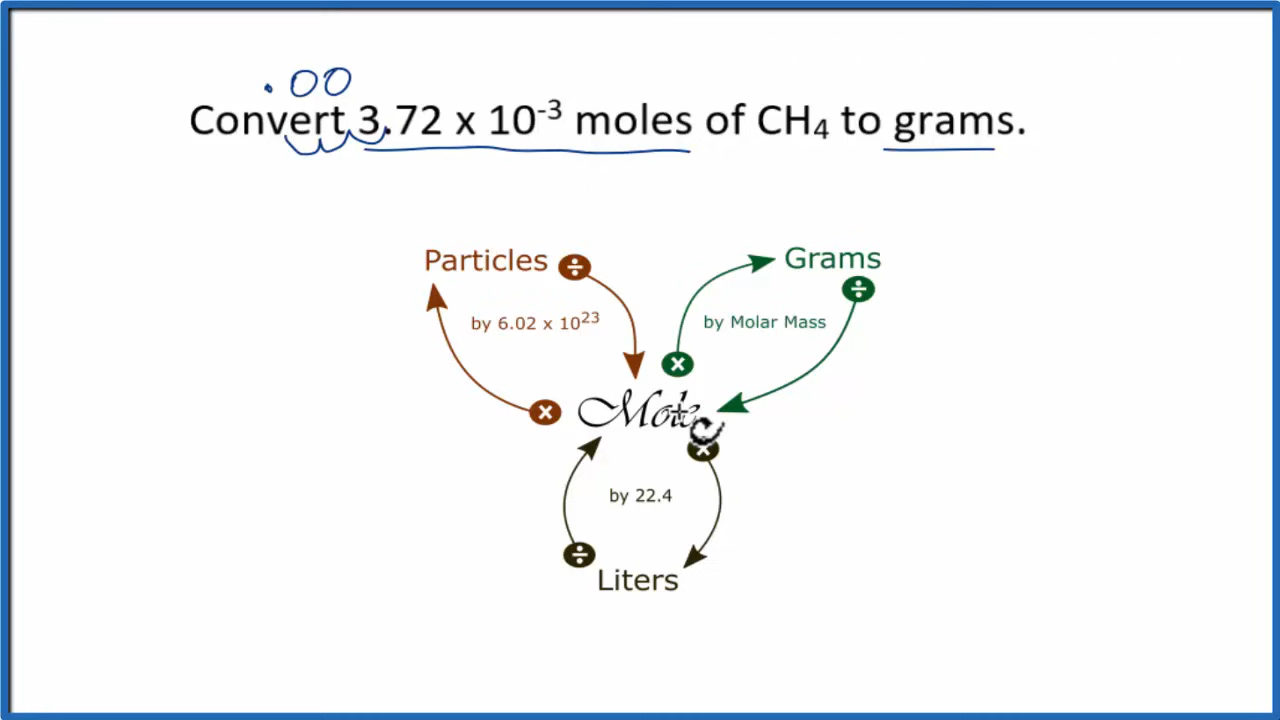 .00
Convert 3.72 x 10⁻³ moles of CH₄ to grams.
Particles ÷
÷ Grams
by 6.02 x 10²³
by Molar Mass
x
x Mole
x
by 22.4
÷
Liters